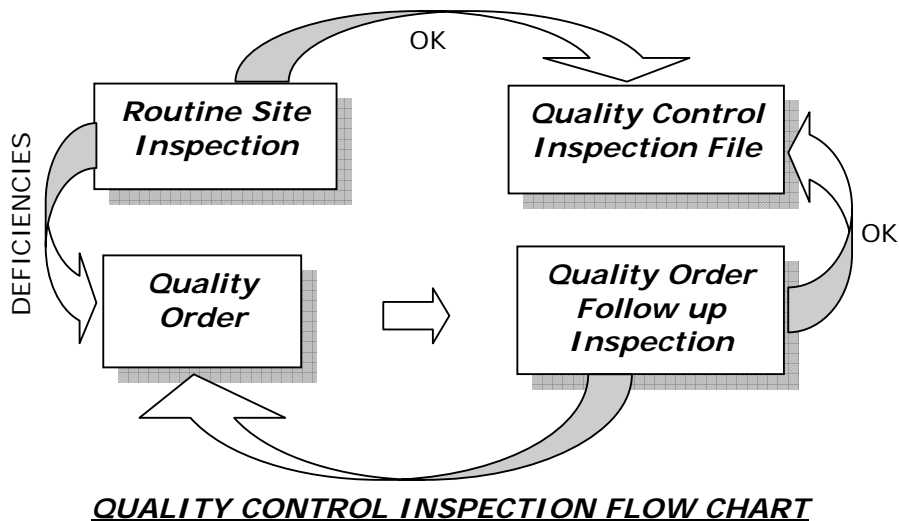 OK
Routine Site
Inspection
Quality Control
Inspection File
DEFICIENCIES
OK
Quality
Order
Quality Order
Follow up
Inspection
QUALITY CONTROL INSPECTION FLOW CHART